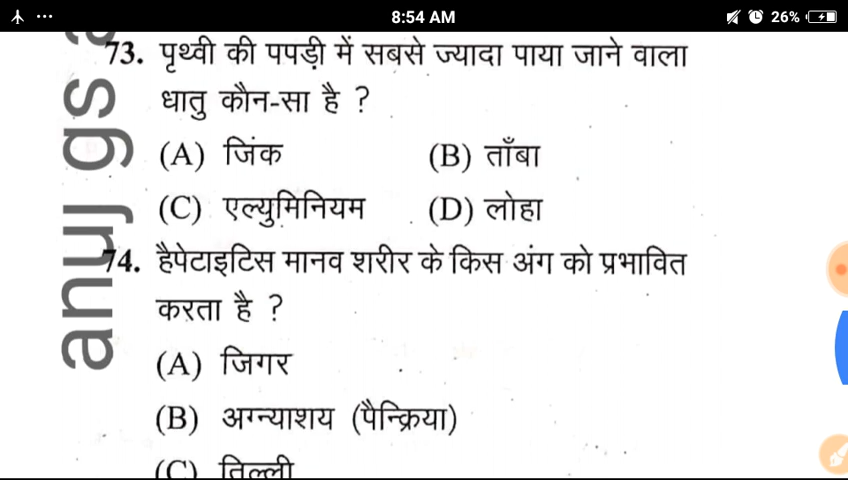 8:54 AM
26%
73. पृथ्वी की पपड़ी में सबसे ज्यादा पाया जाने वाला
धातु कौन-सा है ?
(A) जिंक (B) ताँबा
(C) एल्युमिनियम (D) लोहा
74. हैपेटाइटिस मानव शरीर के किस अंग को प्रभावित
करता है ?
(A) जिगर
(B) अग्न्याशय (पैन्क्रिया)
(C) तिल्ली
anuj gs